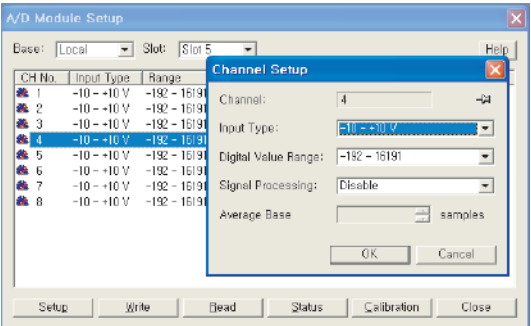 A/D Module Setup
Base: Local Slot: Slot 5 Help
CH No. Input Type Range
1 -10 - +10 V -192 - 16191
2 -10 - +10 V -192 - 16191
3 -10 - +10 V -192 - 16191
4 -10 - +10 V -192 - 16191
5 -10 - +10 V -192 - 16191
6 -10 - +10 V -192 - 16191
7 -10 - +10 V -192 - 16191
8 -10 - +10 V -192 - 16191
Channel Setup
Channel: 4
Input Type: -10 - +10 V
Digital Value Range: -192 - 16191
Signal Processing: Disable
Average Base samples
OK Cancel
Setup Write Read Status Calibration Close